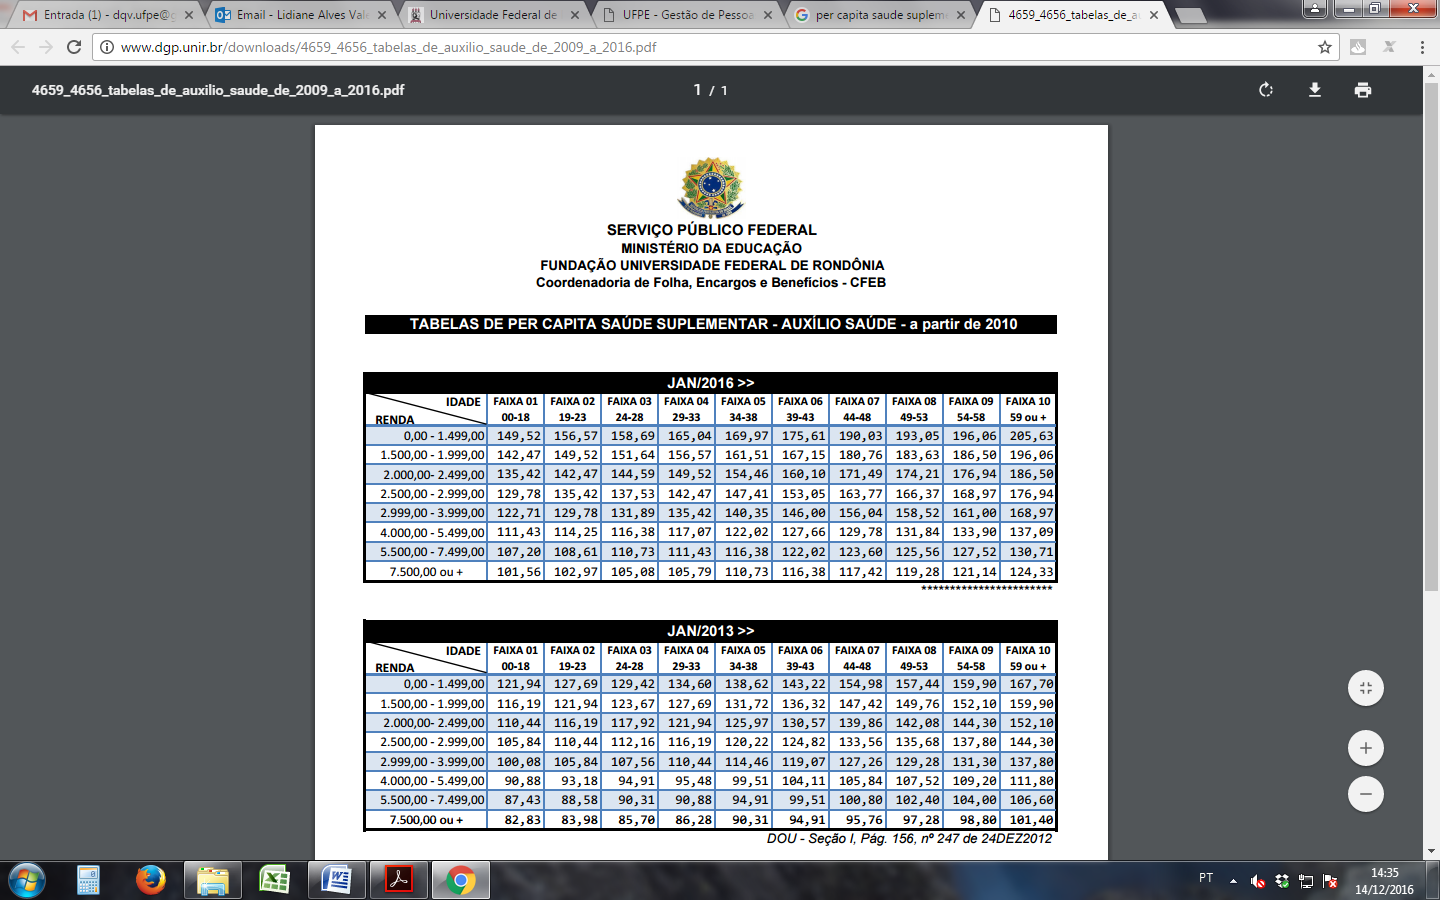 Entrada (1) - dqv.ufpe@g
Email - Lidiane Alves Vale
Universidade Federal de
UFPE - Gestão de Pessoa
per capita saude supleme
4659_4656_tabelas_de_au
www.dgp.unir.br/downloads/4659_4656_tabelas_de_auxilio_saude_de_2009_a_2016.pdf
4659_4656_tabelas_de_auxilio_saude_de_2009_a_2016.pdf 1 / 1
SERVIÇO PÚBLICO FEDERAL
MINISTÉRIO DA EDUCAÇÃO
FUNDAÇÃO UNIVERSIDADE FEDERAL DE RONDÔNIA
Coordenadoria de Folha, Encargos e Benefícios - CFEB
TABELAS DE PER CAPITA SAÚDE SUPLEMENTAR - AUXÍLIO SAÚDE - a partir de 2010
JAN/2016 >>
IDADE FAIXA 01 FAIXA 02 FAIXA 03 FAIXA 04 FAIXA 05 FAIXA 06 FAIXA 07 FAIXA 08 FAIXA 09 FAIXA 10
RENDA 00-18 19-23 24-28 29-33 34-38 39-43 44-48 49-53 54-58 59 ou +
0,00 - 1.499,00 149,52 156,57 158,69 165,04 169,97 175,61 190,03 193,05 196,06 205,63
1.500,00 - 1.999,00 142,47 149,52 151,64 156,57 161,51 167,15 180,76 183,63 186,50 196,06
2.000,00- 2.499,00 135,42 142,47 144,59 149,52 154,46 160,10 171,49 174,21 176,94 186,50
2.500,00 - 2.999,00 129,78 135,42 137,53 142,47 147,41 153,05 163,77 166,37 168,97 176,94
2.999,00 - 3.999,00 122,71 129,78 131,89 135,42 140,35 146,00 156,04 158,52 161,00 168,97
4.000,00 - 5.499,00 111,43 114,25 116,38 117,07 122,02 127,66 129,78 131,84 133,90 137,09
5.500,00 - 7.499,00 107,20 108,61 110,73 111,43 116,38 122,02 123,60 125,56 127,52 130,71
7.500,00 ou + 101,56 102,97 105,08 105,79 110,73 116,38 117,42 119,28 121,14 124,33
***********************
JAN/2013 >>
IDADE FAIXA 01 FAIXA 02 FAIXA 03 FAIXA 04 FAIXA 05 FAIXA 06 FAIXA 07 FAIXA 08 FAIXA 09 FAIXA 10
RENDA 00-18 19-23 24-28 29-33 34-38 39-43 44-48 49-53 54-58 59 ou +
0,00 - 1.499,00 121,94 127,69 129,42 134,60 138,62 143,22 154,98 157,44 159,90 167,70
1.500,00 - 1.999,00 116,19 121,94 123,67 127,69 131,72 136,32 147,42 149,76 152,10 159,90
2.000,00- 2.499,00 110,44 116,19 117,92 121,94 125,97 130,57 139,86 142,08 144,30 152,10
2.500,00 - 2.999,00 105,84 110,44 112,16 116,19 120,22 124,82 133,56 135,68 137,80 144,30
2.999,00 - 3.999,00 100,08 105,84 107,56 110,44 114,46 119,07 127,26 129,28 131,30 137,80
4.000,00 - 5.499,00 90,88 93,18 94,91 95,48 99,51 104,11 105,84 107,52 109,20 111,80
5.500,00 - 7.499,00 87,43 88,58 90,31 90,88 94,91 99,51 100,80 102,40 104,00 106,60
7.500,00 ou + 82,83 83,98 85,70 86,28 90,31 94,91 95,76 97,28 98,80 101,40
DOU - Seção I, Pág. 156, nº 247 de 24DEZ2012
PT 14:35
14/12/2016